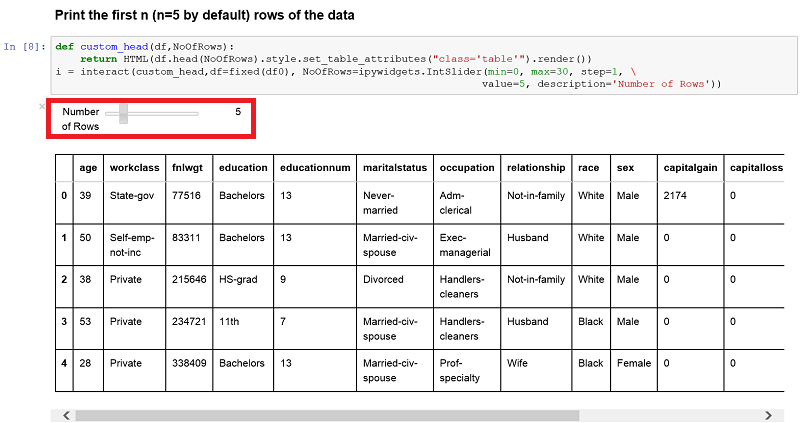 Print the first n (n=5 by default) rows of the data
In [8]: def custom_head(df,NoOfRows):
    return HTML(df.head(NoOfRows).style.set_table_attributes("class='table'").render())
i = interact(custom_head,df=fixed(df0), NoOfRows=ipywidgets.IntSlider(min=0, max=30, step=1, \
value=5, description='Number of Rows'))
×
Number 5
of Rows
age workclass fnlwgt education educationnum maritalstatus occupation relationship race sex capitalgain capitalloss
0 39 State-gov 77516 Bachelors 13 Never- Adm- Not-in-family White Male 2174 0
married clerical
1 50 Self-emp- 83311 Bachelors 13 Married-civ- Exec- Husband White Male 0 0
not-inc spouse managerial
2 38 Private 215646 HS-grad 9 Divorced Handlers- Not-in-family White Male 0 0
cleaners
3 53 Private 234721 11th 7 Married-civ- Handlers- Husband Black Male 0 0
spouse cleaners
4 28 Private 338409 Bachelors 13 Married-civ- Prof- Wife Black Female 0 0
spouse specialty